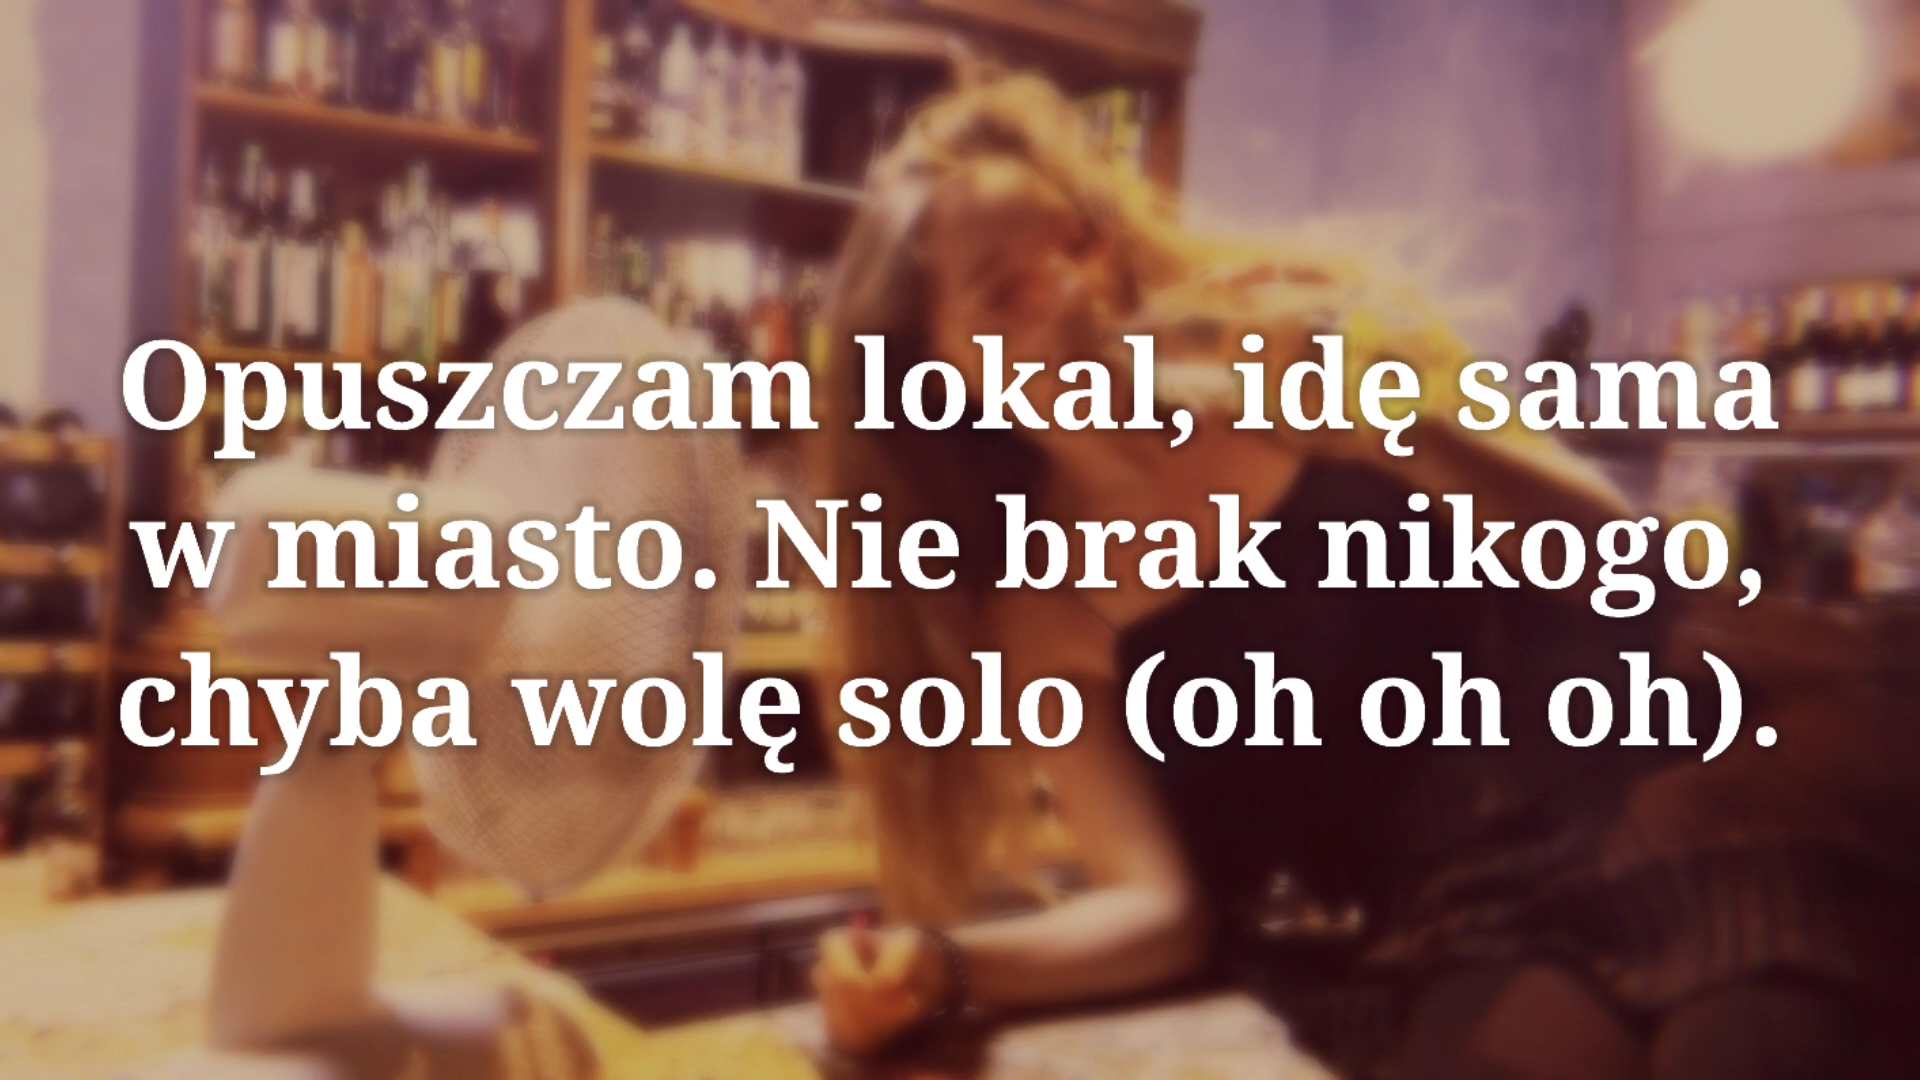 Opuszczam lokal, idę sama
w miasto. Nie brak nikogo,
chyba wolę solo (oh oh oh).